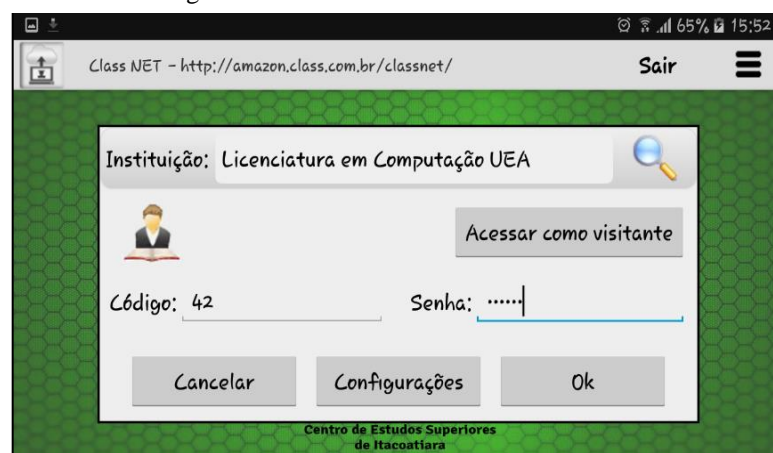 65% 15:52
Class NET - http://amazon.class.com.br/classnet/ Sair
Instituição: Licenciatura em Computação UEA
Acessar como visitante
Código: 42 Senha: ••••••
Cancelar Configurações Ok
Centro de Estudos Superiores
de Itacoatiara